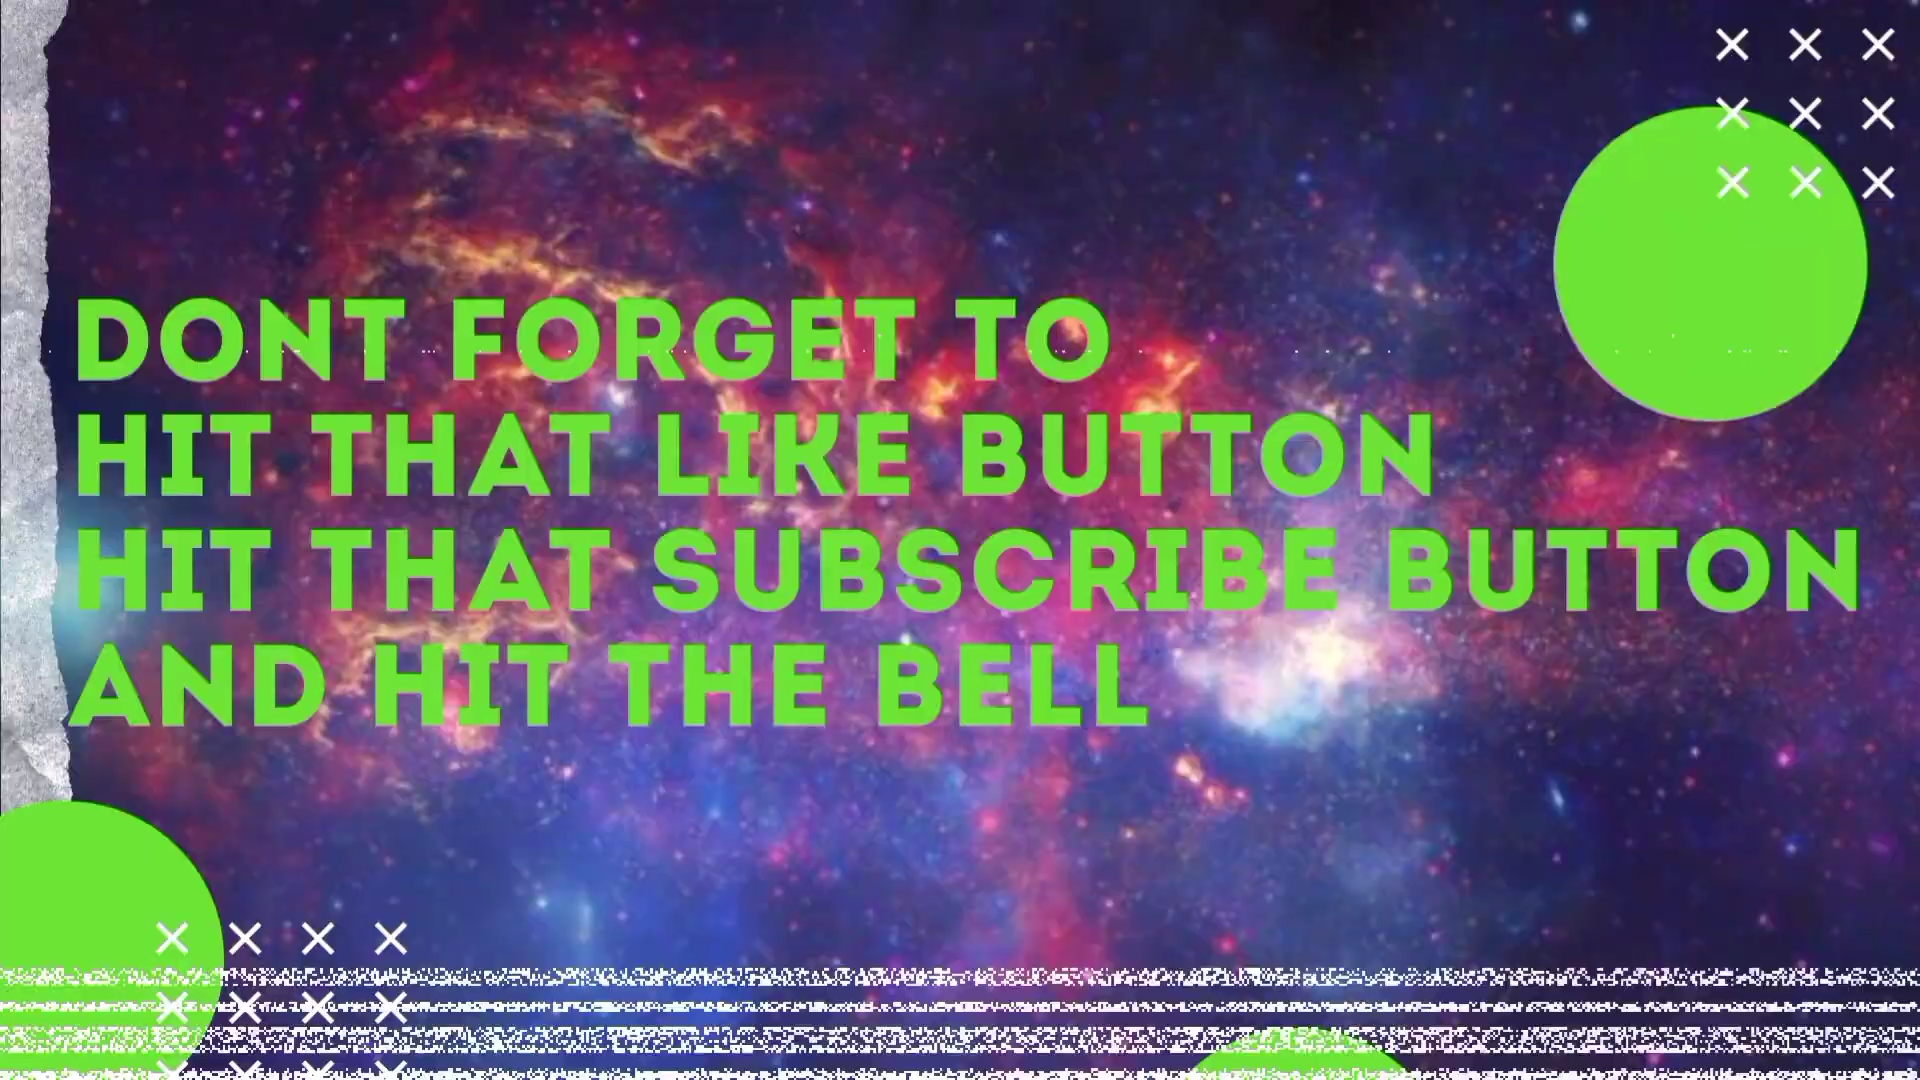 DONT FORGET TO
HIT THAT LIKE BUTTON
HIT THAT SUBSCRIBE BUTTON
AND HIT THE BELL